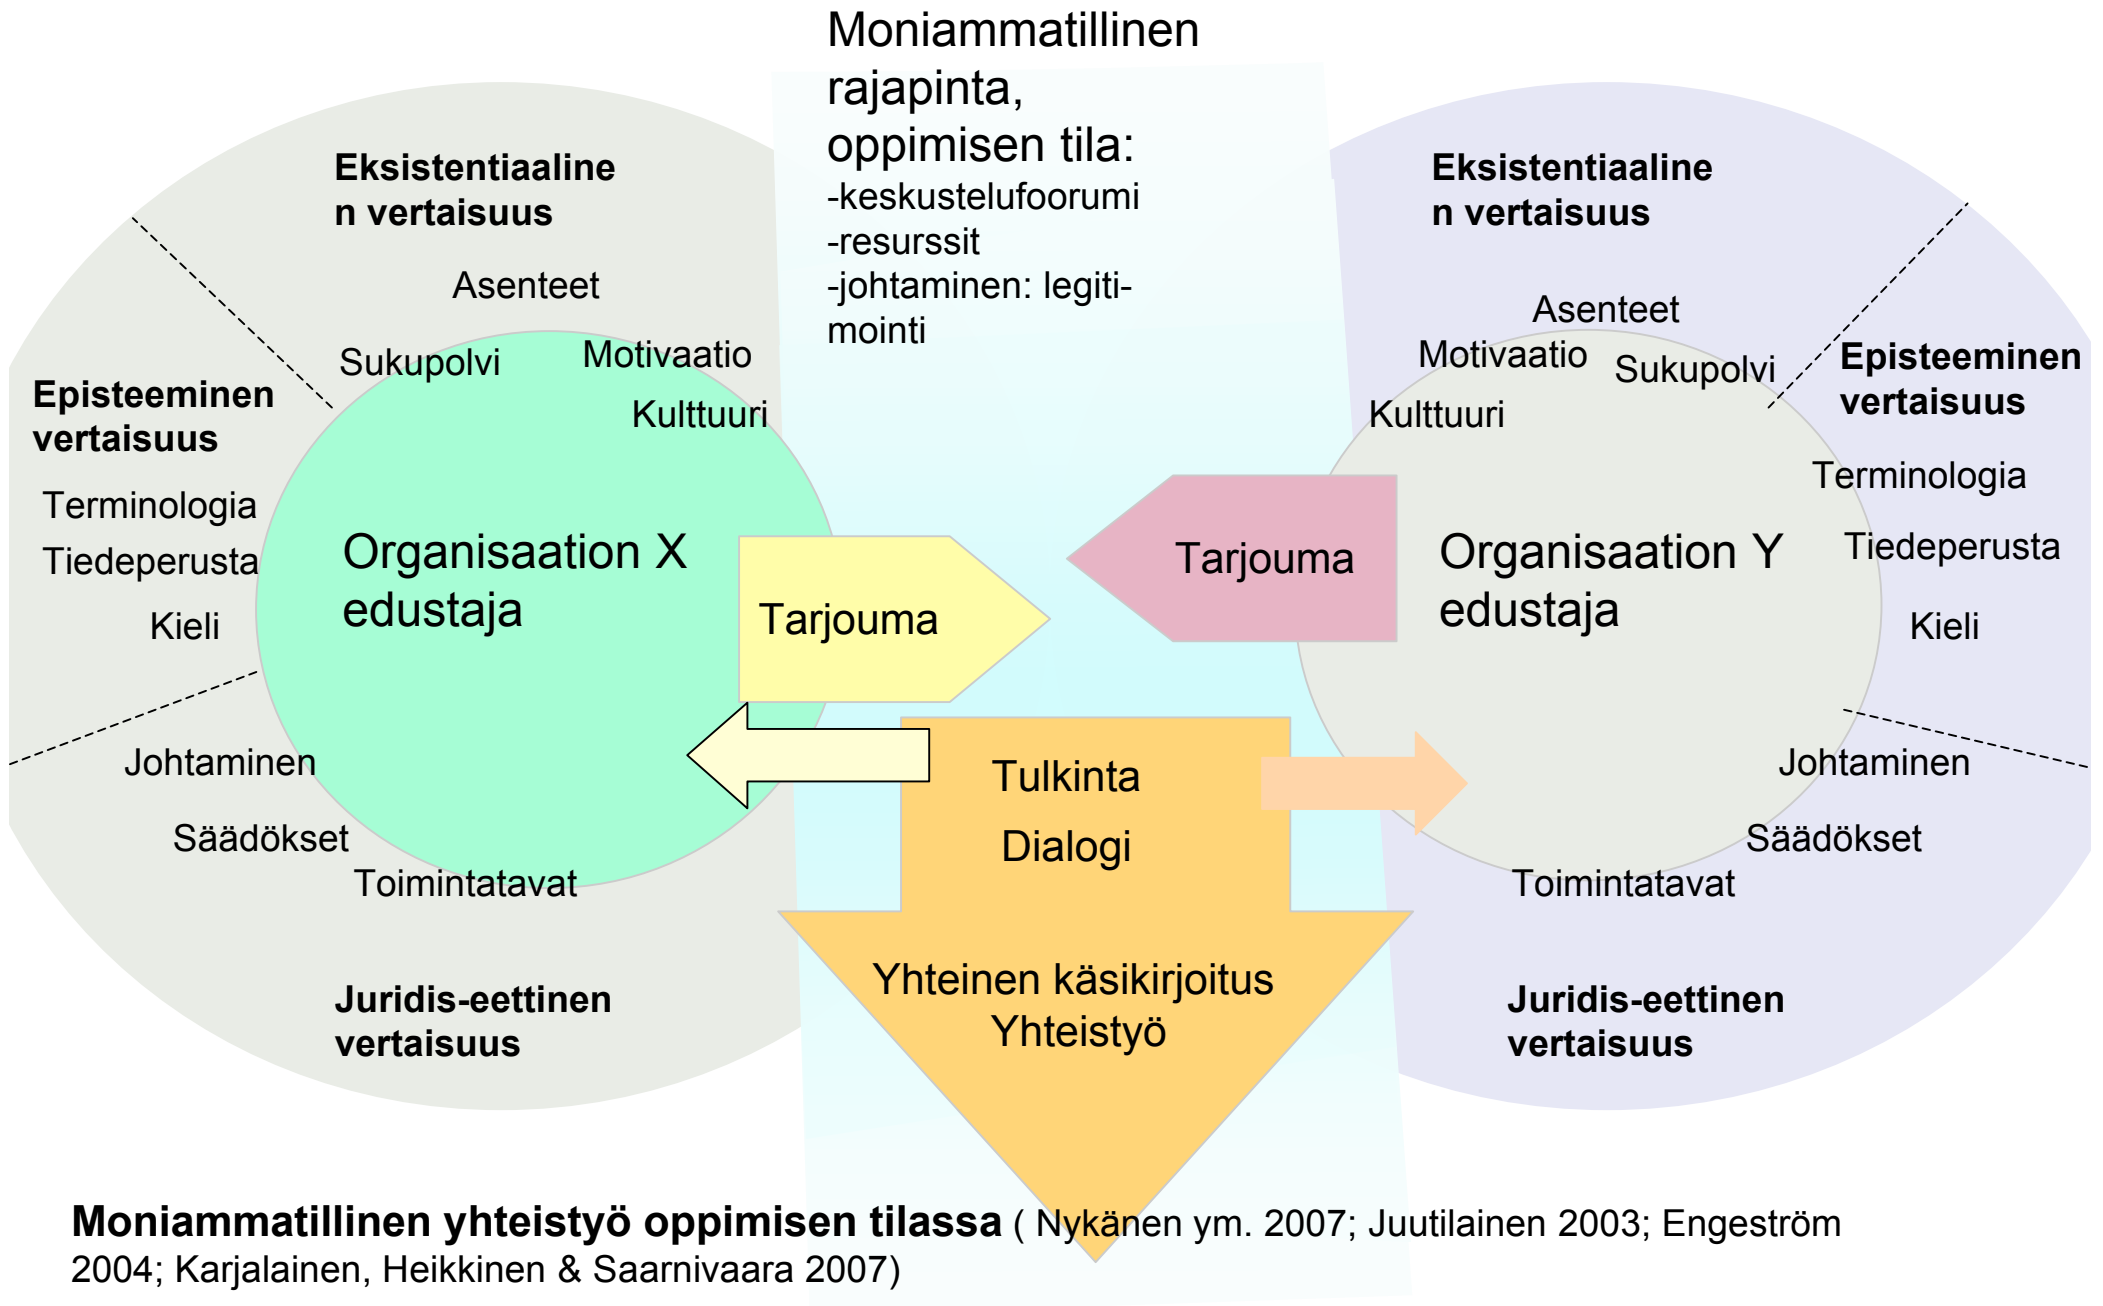 Moniammatillinen
rajapinta,
oppimisen tila:
-keskustelufoorumi
-resurssit
-johtaminen: legiti-
mointi
Eksistentiaaline
n vertaisuus
Asenteet
Sukupolvi
Motivaatio
Kulttuuri
Episteeminen
vertaisuus
Terminologia
Tiedeperusta
Kieli
Organisaation X
edustaja
Johtaminen
Säädökset
Toimintatavat
Juridis-eettinen
vertaisuus
Tarjouma
Tarjouma
Tulkinta
Dialogi
Yhteinen käsikirjoitus
Yhteistyö
Eksistentiaaline
n vertaisuus
Asenteet
Motivaatio
Sukupolvi
Kulttuuri
Episteeminen
vertaisuus
Terminologia
Tiedeperusta
Kieli
Organisaation Y
edustaja
Johtaminen
Säädökset
Toimintatavat
Juridis-eettinen
vertaisuus
Moniammatillinen yhteistyö oppimisen tilassa ( Nykänen ym. 2007; Juutilainen 2003; Engeström
2004; Karjalainen, Heikkinen & Saarnivaara 2007)